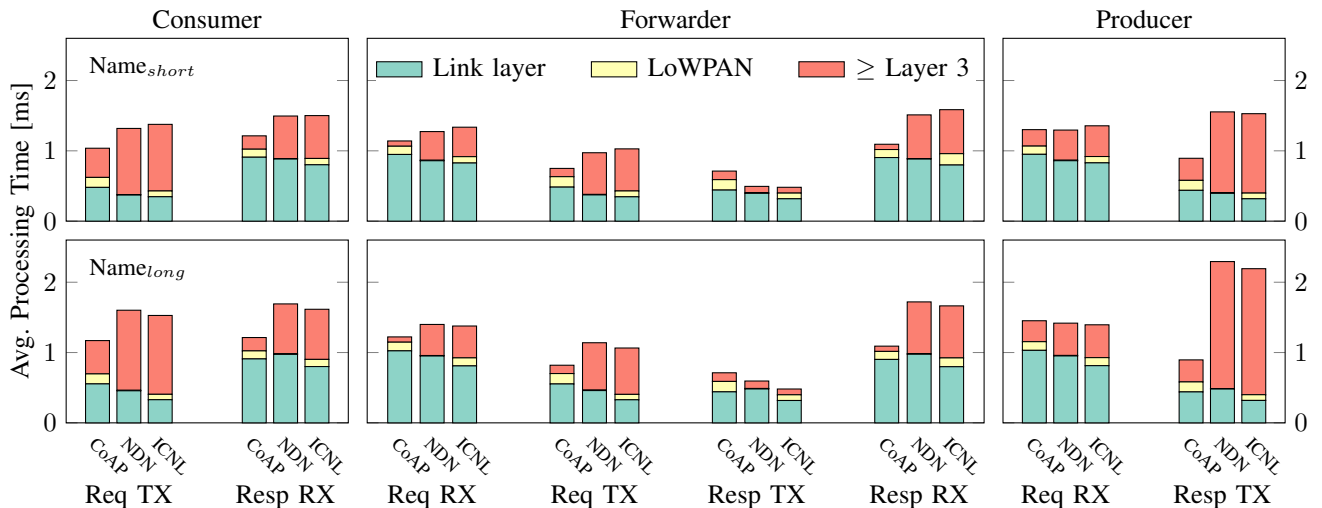 Consumer Forwarder Producer
Avg. Processing Time [ms]
Name_short
Link layer LoWPAN ≥ Layer 3
2 2
1 1
0 0
Name_long
2 2
1 1
0 0
CoAP NDN ICNL CoAP NDN ICNL CoAP NDN ICNL CoAP NDN ICNL CoAP NDN ICNL CoAP NDN ICNL CoAP NDN ICNL CoAP NDN ICNL
Req TX Resp RX Req RX Req TX Resp TX Resp RX Req RX Resp TX